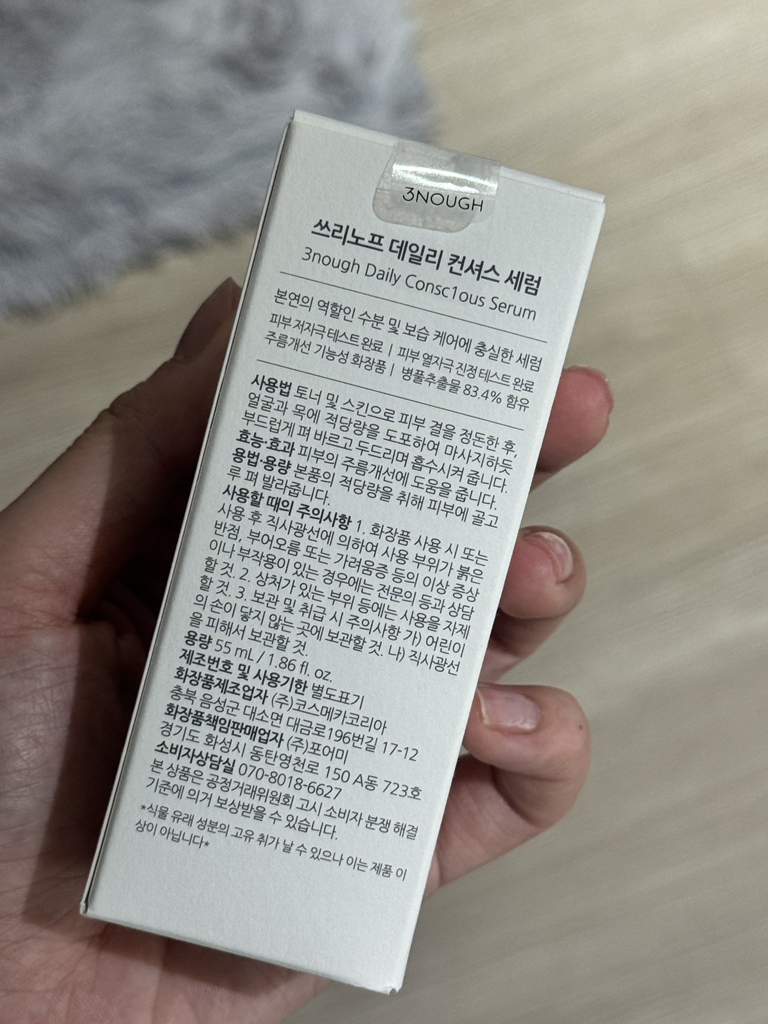 3NOUGH
쓰리노프 데일리 컨셔스 세럼
3nough Daily Consc1ous Serum
본연의 역할인 수분 및 보습 케어에 충실한 세럼
피부 저자극 테스트 완료 | 피부 열자극 진정 테스트 완료
주름개선 기능성 화장품 | 병풀추출물 83.4% 함유
사용법 토너 및 스킨으로 피부 결을 정돈한 후,
얼굴과 목에 적당량을 도포하여 마사지하듯
부드럽게 펴 바르고 두드리며 흡수시켜 줍니다.
효능·효과 피부의 주름개선에 도움을 줍니다.
용법·용량 본품의 적당량을 취해 피부에 골고
루 펴 발라줍니다.
사용할 때의 주의사항 1. 화장품 사용 시 또는
사용 후 직사광선에 의하여 사용 부위가 붉은
반점, 부어오름 또는 가려움증 등의 이상 증상
이나 부작용이 있는 경우에는 전문의 등과 상담
할 것. 2. 상처가 있는 부위 등에는 사용을 자제
할 것. 3. 보관 및 취급 시 주의사항 가) 어린이
의 손이 닿지 않는 곳에 보관할 것. 나) 직사광선
을 피해서 보관할 것.
용량 55 mL / 1.86 fl. oz.
제조번호 및 사용기한 별도표기
화장품제조업자 (주)코스메카코리아
충북 음성군 대소면 대금로196번길 17-12
화장품책임판매업자 (주)포어미
경기도 화성시 동탄영천로 150 A동 723호
소비자상담실 070-8018-6627
본 상품은 공정거래위원회 고시 소비자 분쟁 해결
기준에 의거 보상받을 수 있습니다.
*식물 유래 성분의 고유 취가 날 수 있으나 이는 제품 이
상이 아닙니다*